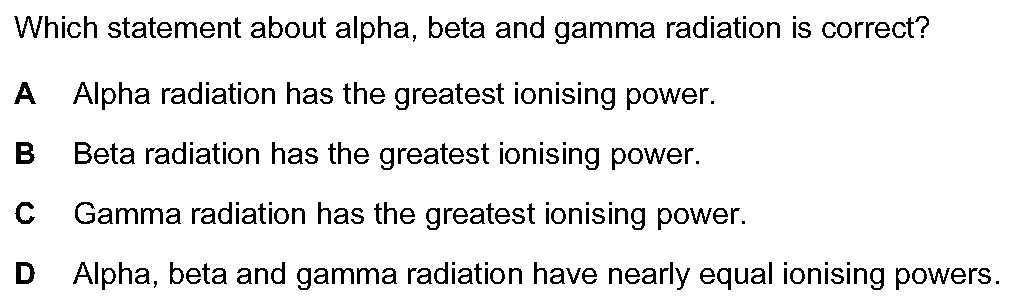 Which statement about alpha, beta and gamma radiation is correct?
A Alpha radiation has the greatest ionising power.
B Beta radiation has the greatest ionising power.
C Gamma radiation has the greatest ionising power.
D Alpha, beta and gamma radiation have nearly equal ionising powers.